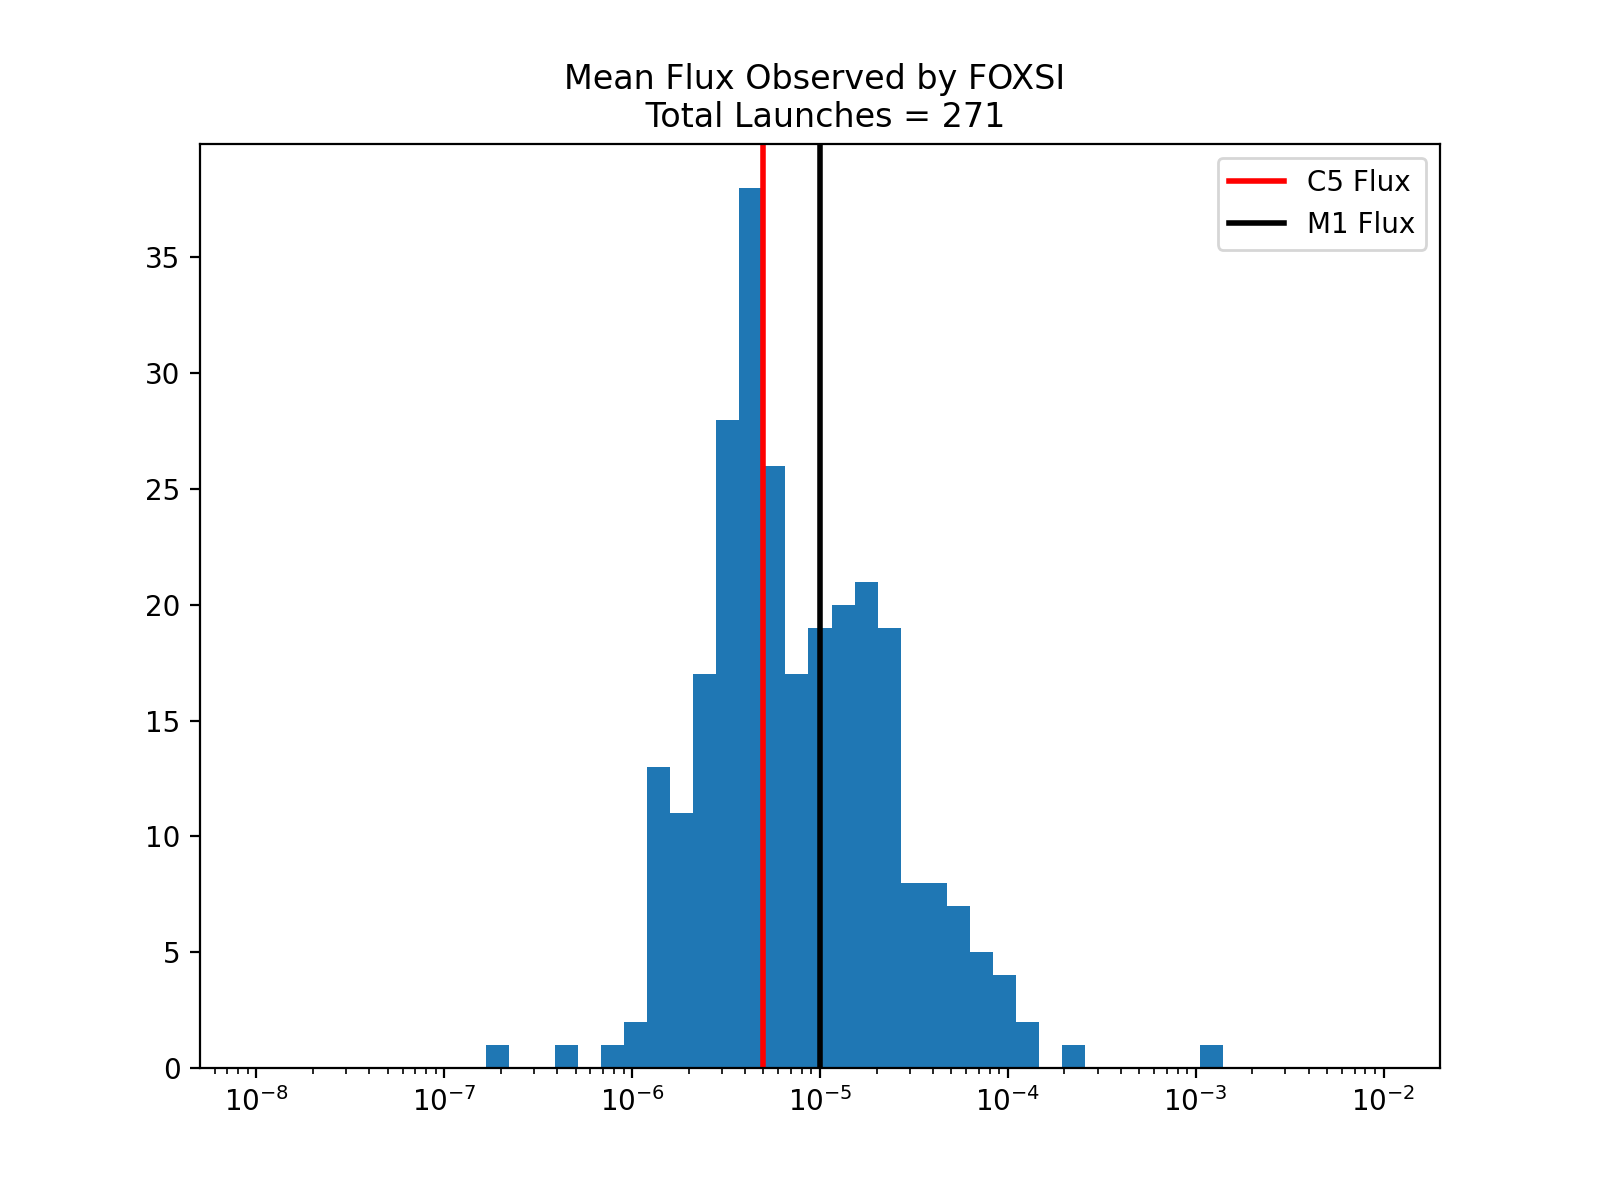 Mean Flux Observed by FOXSI
Total Launches = 271
C5 Flux
M1 Flux
35
30
25
20
15
10
5
0
10⁻⁸ 10⁻⁷ 10⁻⁶ 10⁻⁵ 10⁻⁴ 10⁻³ 10⁻²